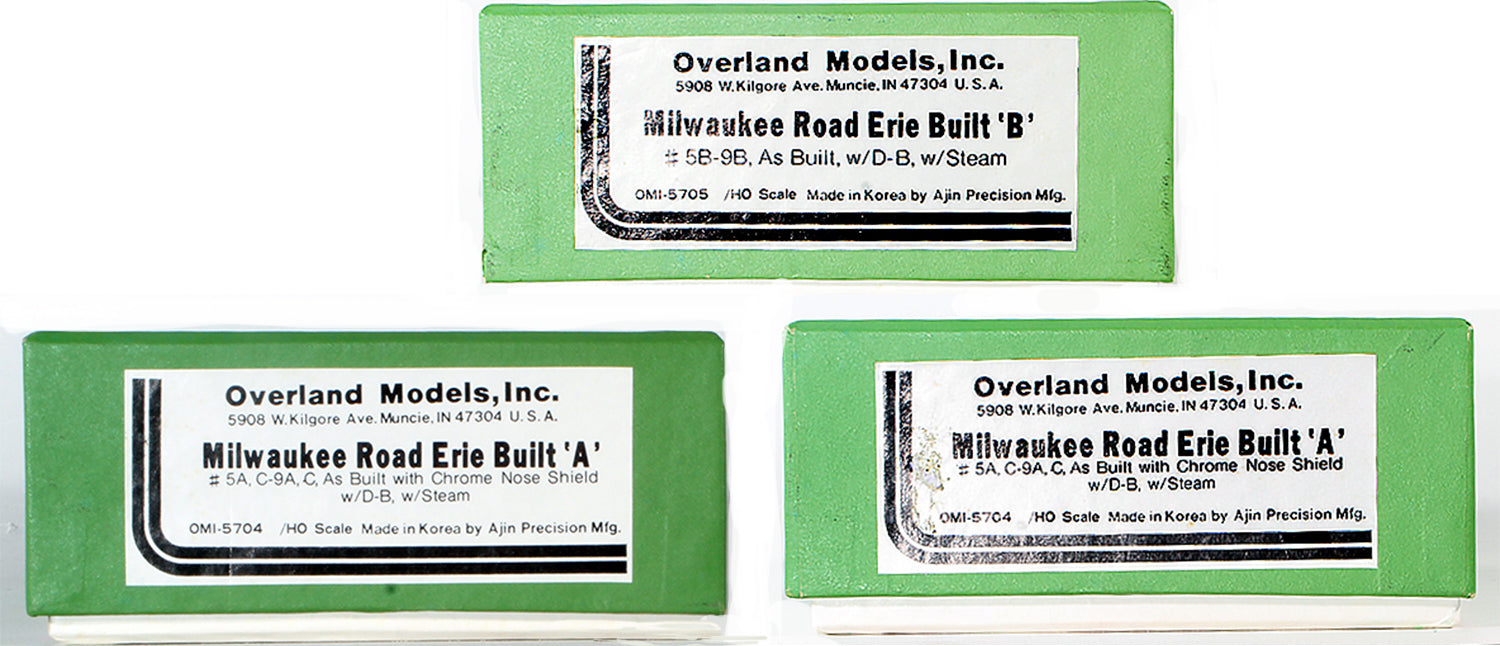 Overland Models, Inc.
5908 W. Kilgore Ave. Muncie, IN 47304 U.S.A.
Milwaukee Road Erie Built 'B'
# 5B-9B, As Built, w/D-B, w/Steam
OMI-5705 /HO Scale Made in Korea by Ajin Precision Mfg.
Overland Models, Inc.
5908 W. Kilgore Ave. Muncie, IN 47304 U.S.A.
Milwaukee Road Erie Built 'A'
# 5A, C-9A, C, As Built with Chrome Nose Shield
w/D-B, w/Steam
OMI-5704 /HO Scale Made in Korea by Ajin Precision Mfg.
Overland Models, Inc.
5908 W. Kilgore Ave. Muncie, IN 47304 U.S.A.
Milwaukee Road Erie Built 'A'
# 5A, C-9A, C, As Built with Chrome Nose Shield
w/D-B, w/Steam
OMI-5704 /HO Scale Made in Korea by Ajin Precision Mfg.